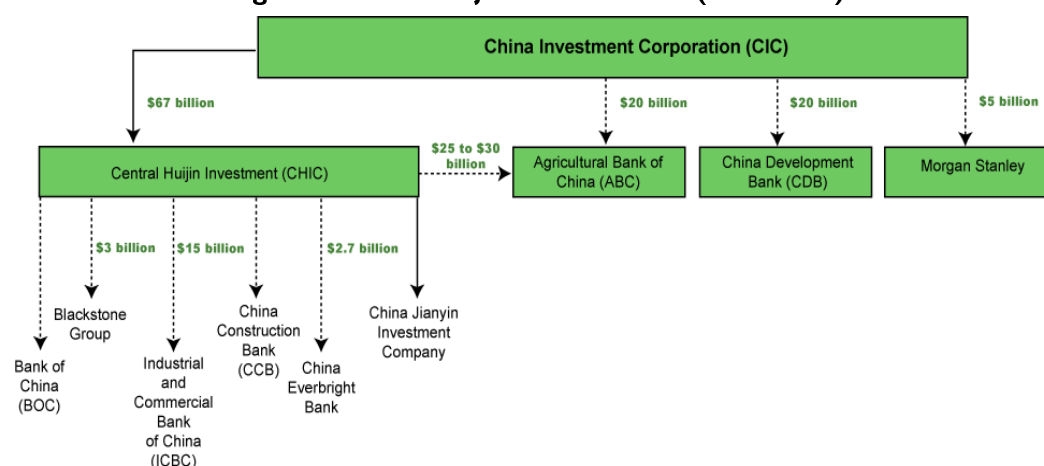 China Investment Corporation (CIC)
$67 billion
$20 billion
$20 billion
$5 billion
Central Huijin Investment (CHIC)
$25 to $30
billion
Agricultural Bank of
China (ABC)
China Development
Bank (CDB)
Morgan Stanley
$3 billion
$15 billion
$2.7 billion
Bank of
China
(BOC)
Blackstone
Group
Industrial
and
Commercial
Bank
of China
(ICBC)
China
Construction
Bank
(CCB)
China
Everbright
Bank
China Jianyin
Investment
Company